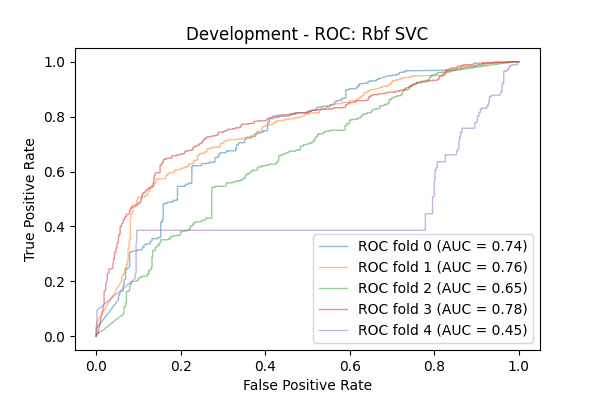 Development - ROC: Rbf SVC
True Positive Rate
1.0
0.8
0.6
0.4
0.2
0.0
ROC fold 0 (AUC = 0.74)
ROC fold 1 (AUC = 0.76)
ROC fold 2 (AUC = 0.65)
ROC fold 3 (AUC = 0.78)
ROC fold 4 (AUC = 0.45)
0.0 0.2 0.4 0.6 0.8 1.0
False Positive Rate